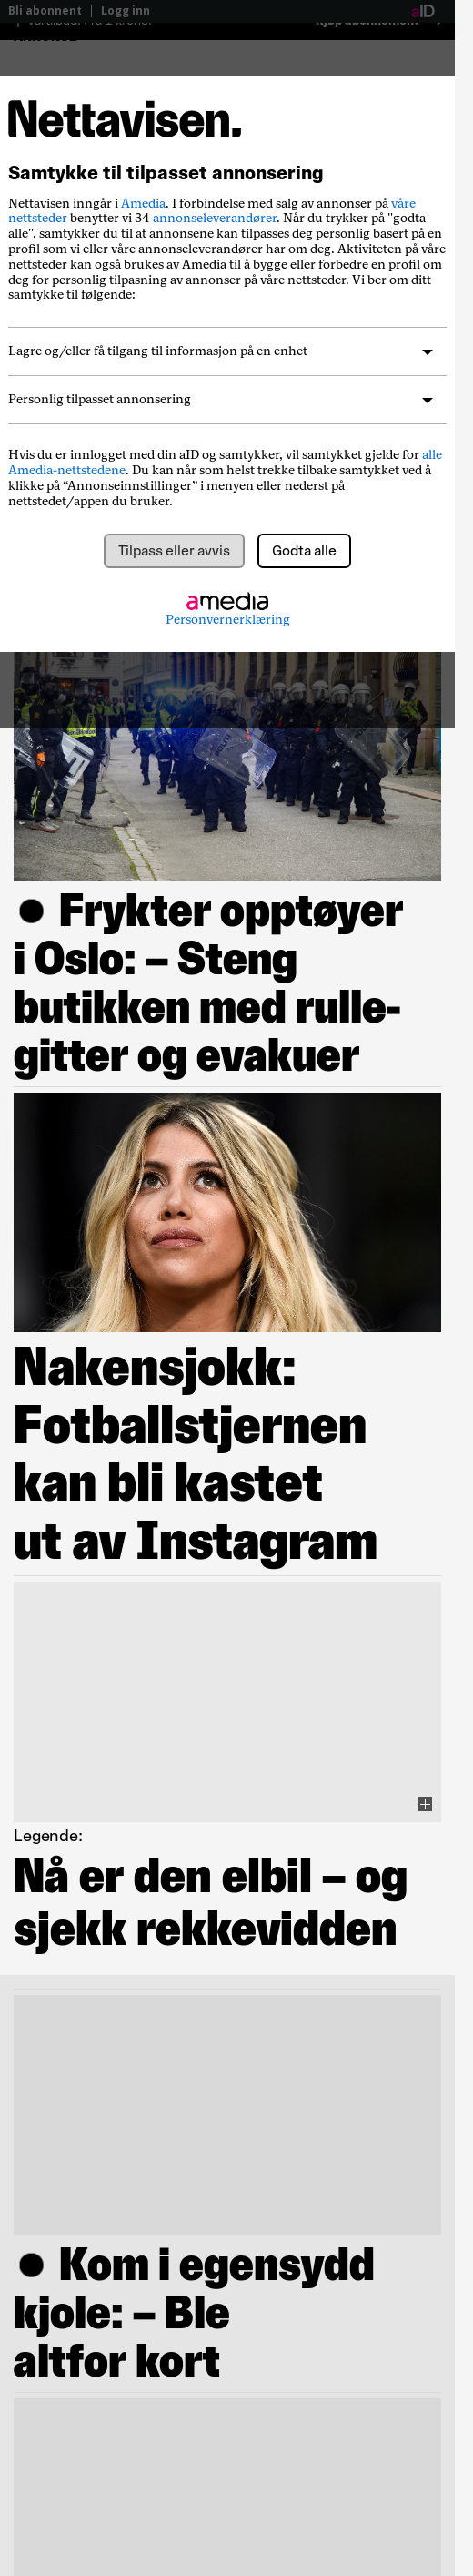 Bli abonnent | Logg inn
aID
Nettavisen.
Samtykke til tilpasset annonsering
Nettavisen inngår i Amedia. I forbindelse med salg av annonser på våre
nettsteder benytter vi 34 annonseleverandører. Når du trykker på "godta
alle", samtykker du til at annonsene kan tilpasses deg personlig basert på en
profil som vi eller våre annonseleverandører har om deg. Aktiviteten på våre
nettsteder kan også brukes av Amedia til å bygge eller forbedre en profil om
deg for personlig tilpasning av annonser på våre nettsteder. Vi ber om ditt
samtykke til følgende:
Lagre og/eller få tilgang til informasjon på en enhet
Personlig tilpasset annonsering
Hvis du er innlogget med din aID og samtykker, vil samtykket gjelde for alle
Amedia-nettstedene. Du kan når som helst trekke tilbake samtykket ved å
klikke på “Annonseinnstillinger” i menyen eller nederst på
nettstedet/appen du bruker.
Tilpass eller avvis
Godta alle
amedia
Personvernerklæring
Frykter opptøyer
i Oslo: – Steng
butikken med rulle-
gitter og evakuer
Nakensjokk:
Fotballstjernen
kan bli kastet
ut av Instagram
Legende:
Nå er den elbil – og
sjekk rekkevidden
Kom i egensydd
kjole: – Ble
altfor kort